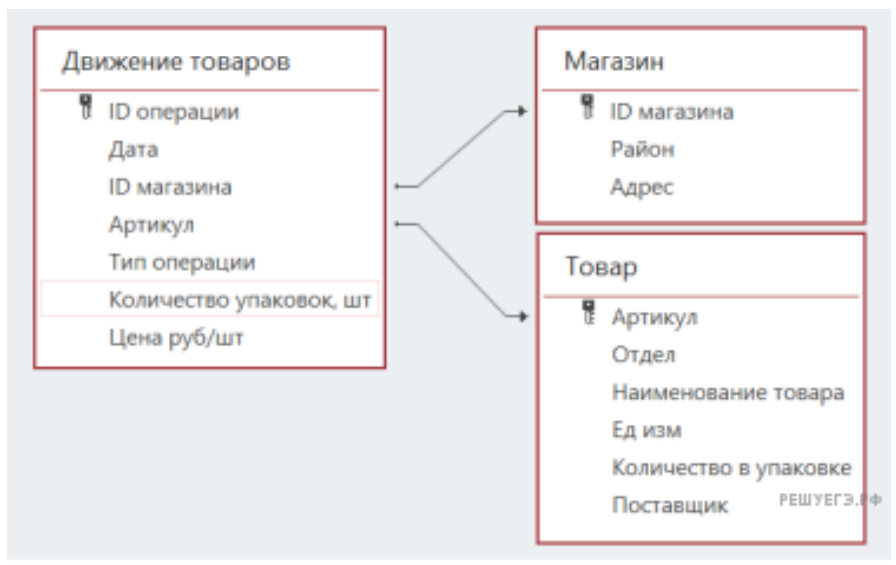 Движение товаров
ID операции
Дата
ID магазина
Артикул
Тип операции
Количество упаковок, шт
Цена руб/шт
Магазин
ID магазина
Район
Адрес
Товар
Артикул
Отдел
Наименование товара
Ед изм
Количество в упаковке
Поставщик
РЕШУЕГЭ.РФ